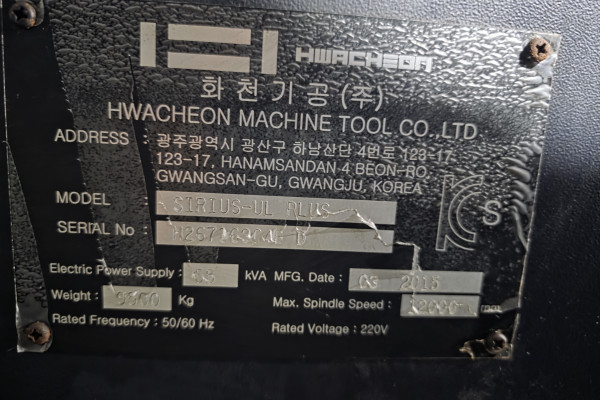 HWACHEON
화천기공(주)
HWACHEON MACHINE TOOL CO.,LTD
ADDRESS : 광주광역시 광산구 하남산단 4번로 123-17
123-17, HANAMSANDAN 4 BEON-RO,
GWANGSAN-GU, GWANGJU, KOREA
MODEL : SIRIUS-UL PLUS
SERIAL No :
Electric Power Supply : kVA MFG. Date : 03 2015
Weight : Kg Max. Spindle Speed :
Rated Frequency : 50/60 Hz Rated Voltage : 220V